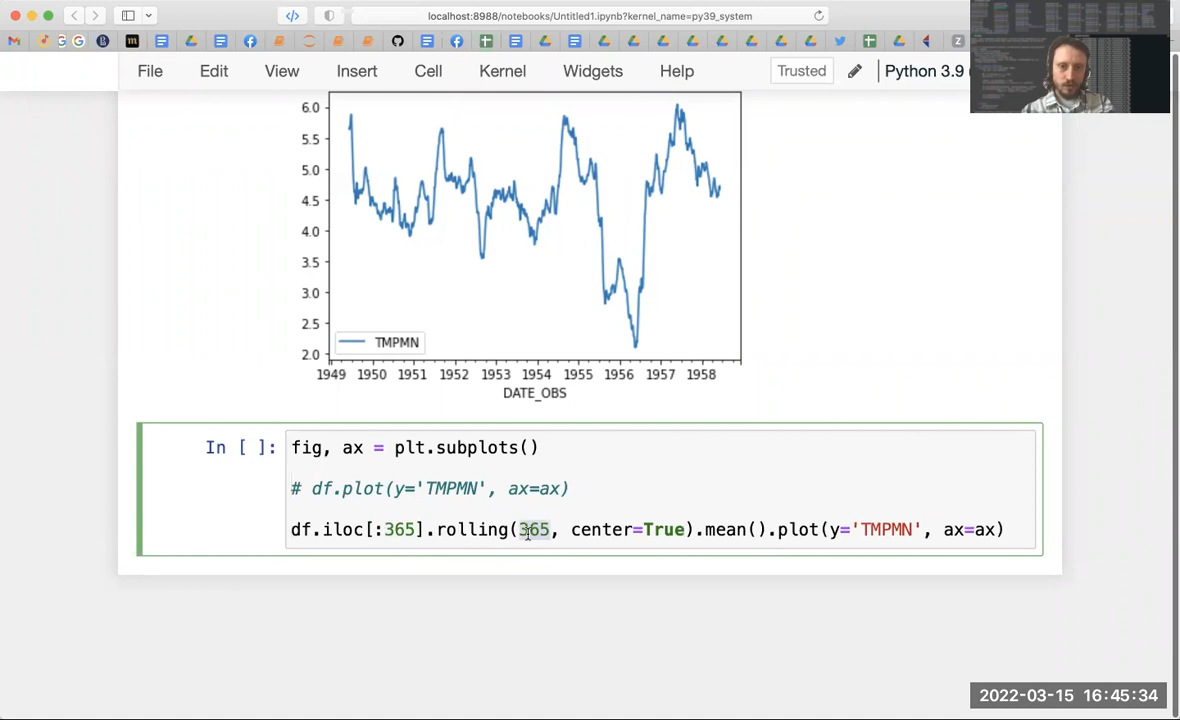 localhost:8988/notebooks/Untitled1.ipynb?kernel_name=py39_system
File Edit View Insert Cell Kernel Widgets Help Trusted Python 3.9
6.0
5.5
5.0
4.5
4.0
3.5
3.0
2.5
2.0
TMPMN
1949 1950 1951 1952 1953 1954 1955 1956 1957 1958
DATE_OBS
In [ ]:
fig, ax = plt.subplots()
# df.plot(y='TMPMN', ax=ax)
df.iloc[:365].rolling(365, center=True).mean().plot(y='TMPMN', ax=ax)
2022-03-15 16:45:34